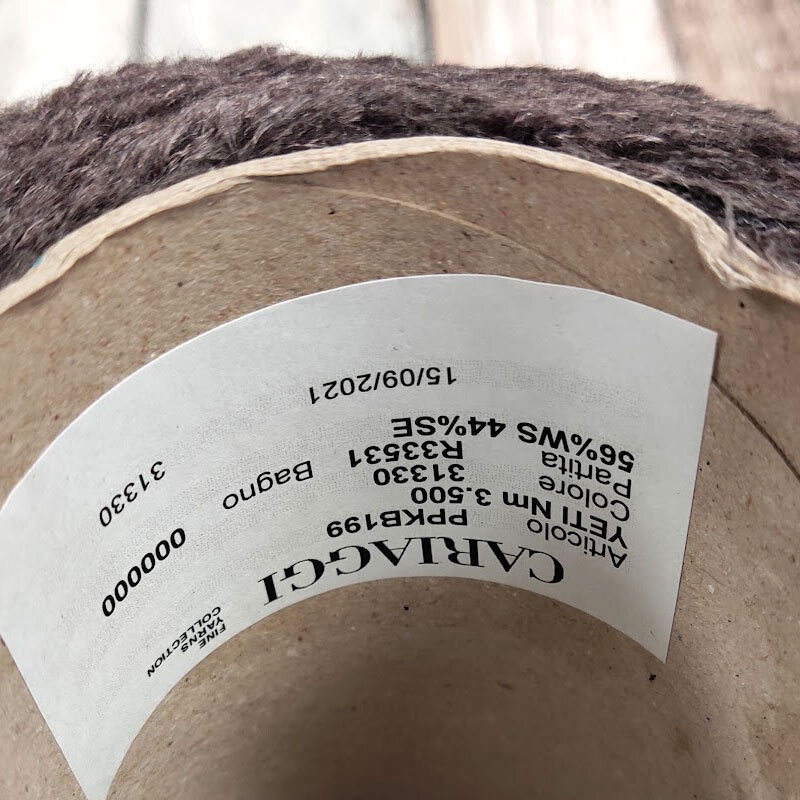 CARIAGGI
FINE
YARNS
COLLECTION
Articolo PPKB199 000000
YETI Nm 3.500
Colore 31330 Bagno 31330
Partita R33531
56%WS 44%SE
15/09/2021